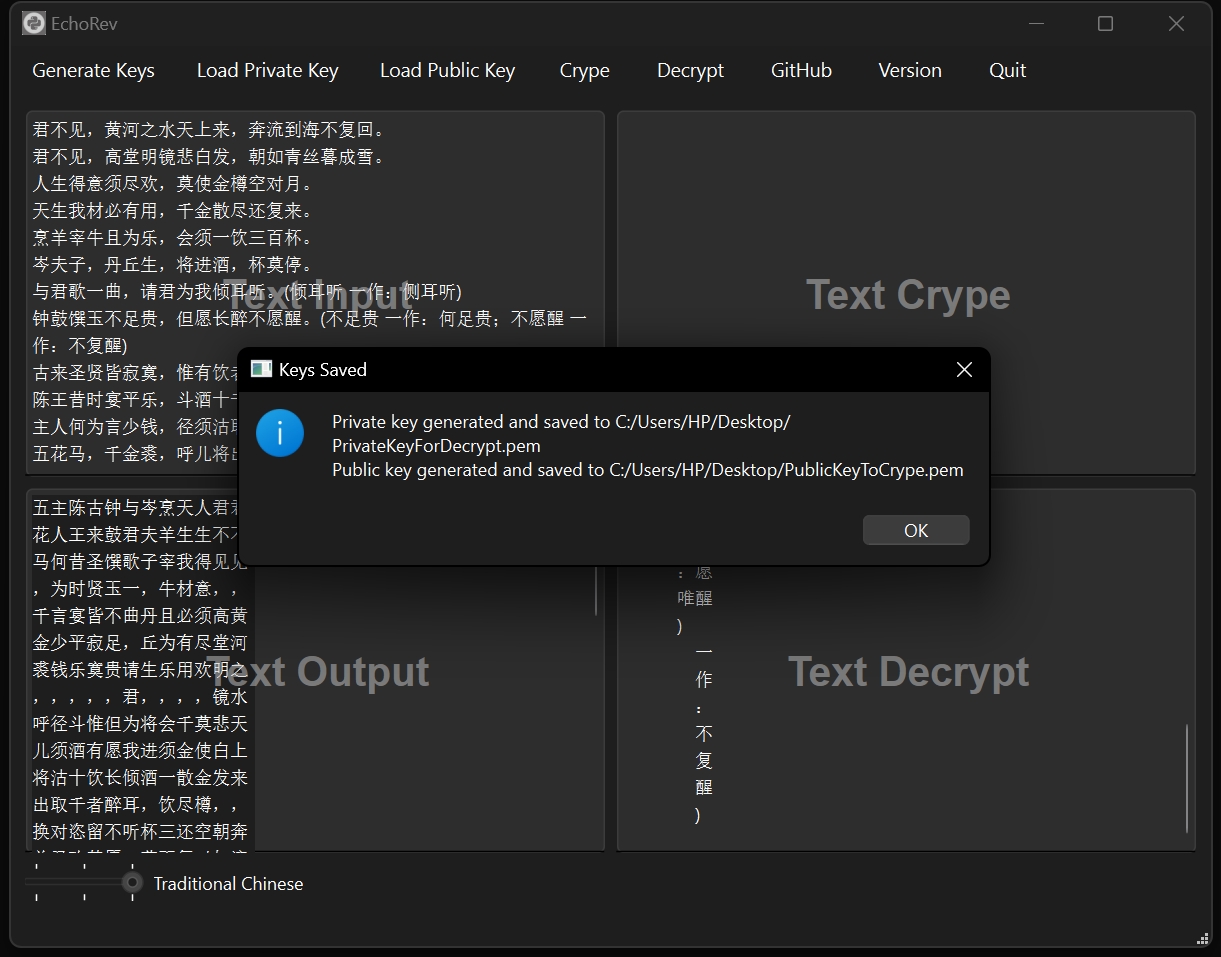 EchoRev
Generate Keys Load Private Key Load Public Key Crype Decrypt GitHub Version Quit
君不见，黄河之水天上来，奔流到海不复回。
君不见，高堂明镜悲白发，朝如青丝暮成雪。
人生得意须尽欢，莫使金樽空对月。
天生我材必有用，千金散尽还复来。
烹羊宰牛且为乐，会须一饮三百杯。
岑夫子，丹丘生，将进酒，杯莫停。
与君歌一曲，请君为我倾耳听。(倾耳听 一作：侧耳听)
钟鼓馔玉不足贵，但愿长醉不愿醒。(不足贵 一作：何足贵；不愿醒 一
作：不复醒)
古来圣贤皆寂寞，惟有饮
陈王昔时宴平乐，斗酒十
主人何为言少钱，径须沽
五花马，千金裘，呼儿将
Text Input
Text Crype
Keys Saved
Private key generated and saved to C:/Users/HP/Desktop/
PrivateKeyForDecrypt.pem
Public key generated and saved to C:/Users/HP/Desktop/PublicKeyToCrype.pem
OK
五主陈古钟与岑烹天人君
花人王来鼓君夫羊生生不
马何昔圣馔歌子宰我得见
，为时贤玉一，牛材意，，
千言宴皆不曲丹且必须高黄
金少平寂足，丘为有尽堂河
裘钱乐寞贵请生乐用欢明之
，，，，，君，，，，镜水
呼径斗惟但为将会千莫悲天
儿须酒有愿我进须金使白上
将沽十饮长倾酒一散金发来
出取千者醉耳，饮尽樽，，
换对恣留不听杯三还空朝奔
Text Output
：愿
唯醒
)
一
作
：
不
复
醒
)
Text Decrypt
Traditional Chinese